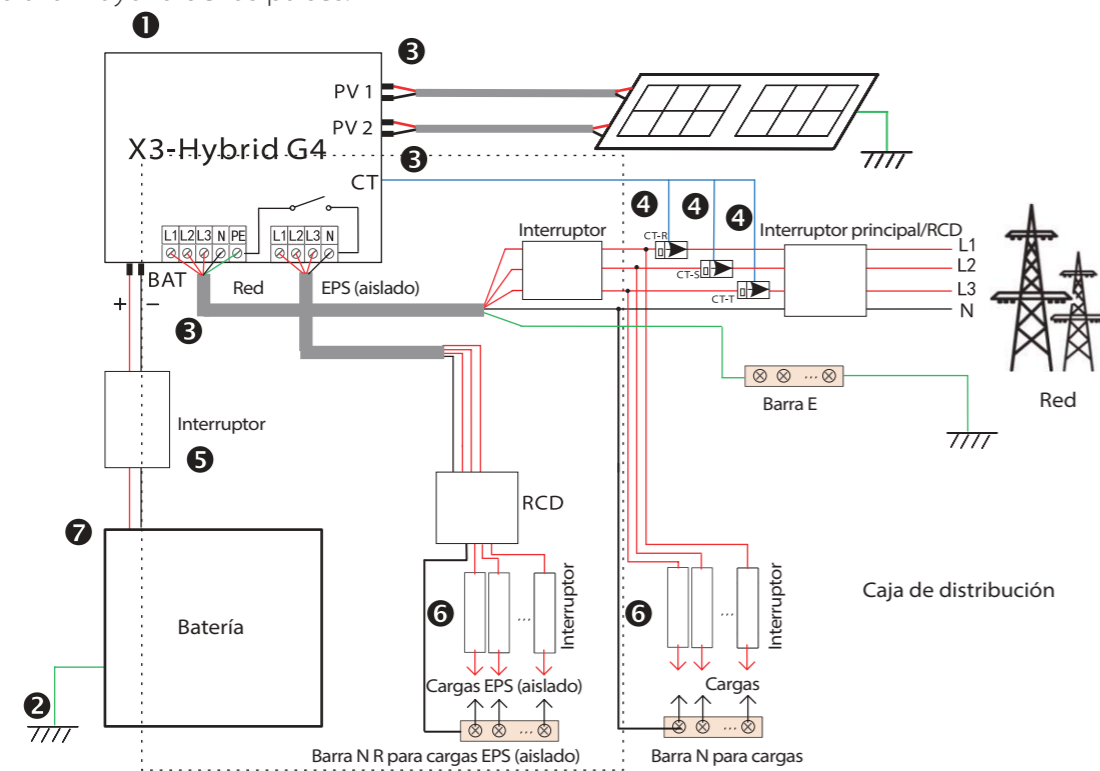 ❶
❸
PV 1
PV 2
X3-Hybrid G4
❸
CT
❹ ❹ ❹
L1 L2 L3 N PE
L1 L2 L3 N
Interruptor
CT-R
CT-S
CT-T
Interruptor principal/RCD
L1
L2
L3
N
BAT
+ −
Red
EPS (aislado)
❸
Barra E
Red
Interruptor
❺
RCD
❼
Batería
❻
Interruptor
❻
Interruptor
Caja de distribución
Cargas EPS (aislado)
Cargas
❷
Barra N R para cargas EPS (aislado)
Barra N para cargas